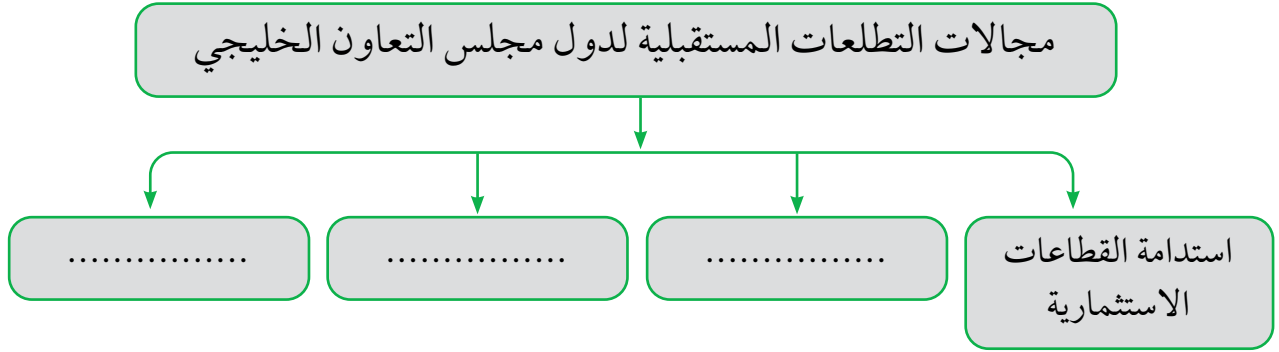 مجالات التطلعات المستقبلية لدول مجلس التعاون الخليجي
استدامة القطاعات
الاستثمارية
................
................
................